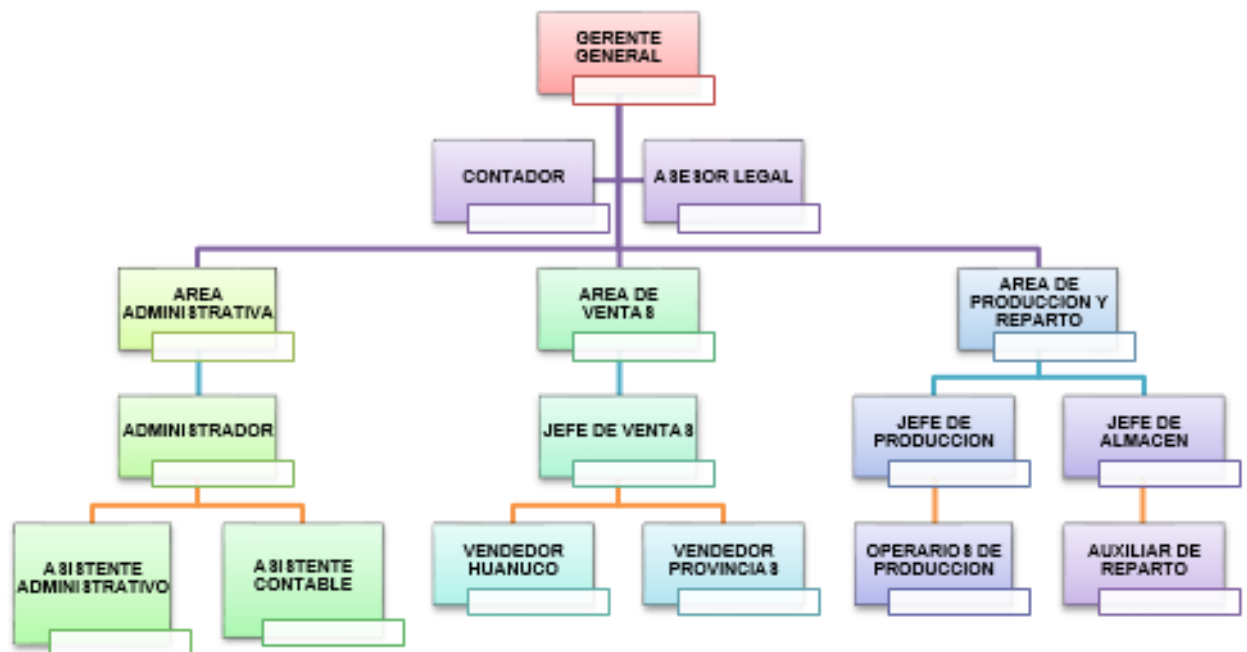 GERENTE
GENERAL
CONTADOR
ASESOR LEGAL
AREA
ADMINISTRATIVA
AREA DE
VENTAS
AREA DE
PRODUCCION Y
REPARTO
ADMINISTRADOR
JEFE DE VENTAS
JEFE DE
PRODUCCION
JEFE DE
ALMACEN
ASISTENTE
ADMINISTRATIVO
ASISTENTE
CONTABLE
VENDEDOR
HUANUCO
VENDEDOR
PROVINCIAS
OPERARIOS DE
PRODUCCION
AUXILIAR DE
REPARTO